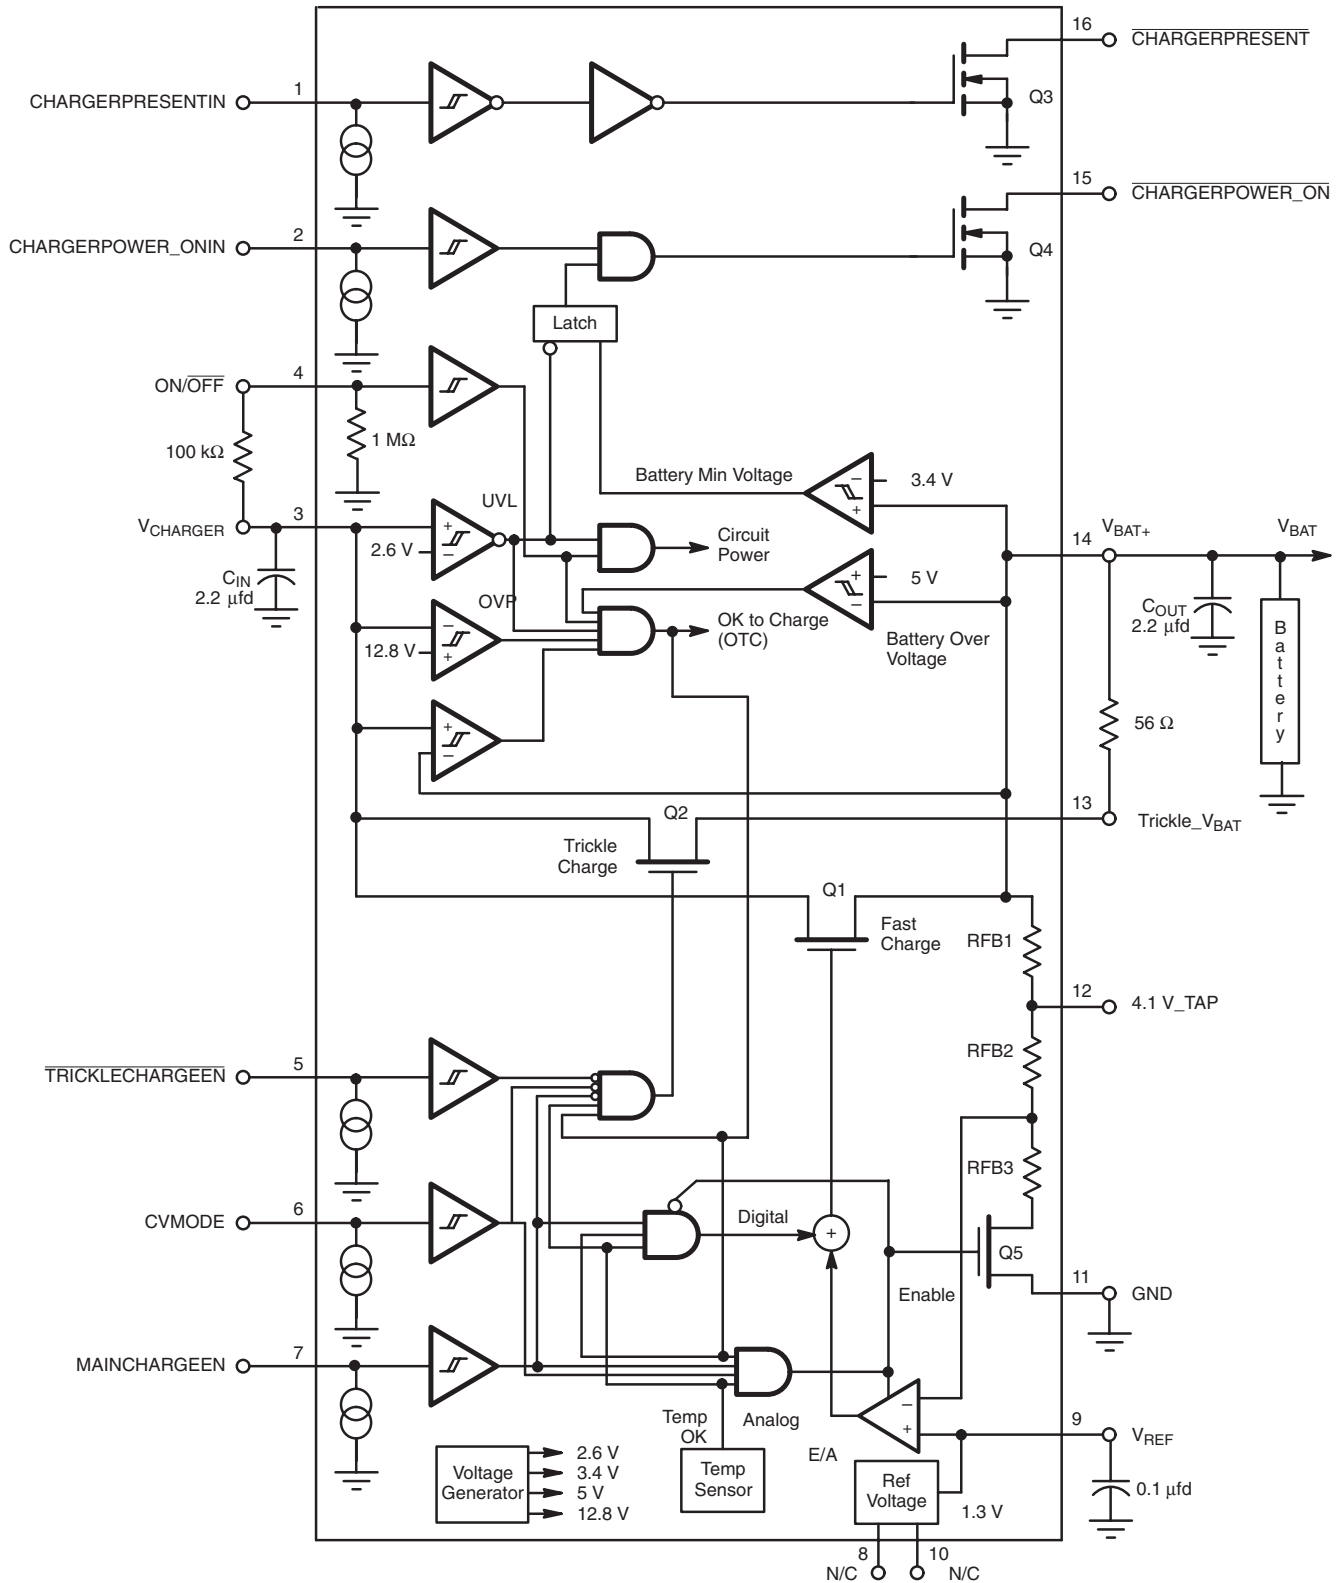 16
CHARGERPRESENT
1
CHARGERPRESENTIN
Q3
15
CHARGERPOWER_ON
2
CHARGERPOWER_ONIN
Q4
Latch
4
ON/OFF
1 MΩ
100 kΩ
Battery Min Voltage
−
3.4 V
+
UVL
3
VCHARGER
+
2.6 V
−
Circuit
Power
14
VBAT+
VBAT
CIN
2.2 µfd
+
5 V
−
OVP
−
12.8 V
+
OK to Charge
(OTC)
Battery Over
Voltage
COUT
2.2 µfd
Battery
+
−
56 Ω
Q2
13
Trickle_VBAT
Trickle
Charge
Q1
Fast
Charge
RFB1
12
4.1 V_TAP
RFB2
5
TRICKLECHARGEEN
RFB3
6
CVMODE
Digital
+
Q5
Enable
11
GND
7
MAINCHARGEEN
Temp
OK
Analog
−
+
E/A
9
VREF
0.1 µfd
Voltage
Generator
2.6 V
3.4 V
5 V
12.8 V
Temp
Sensor
Ref
Voltage
1.3 V
8
10
N/C
N/C